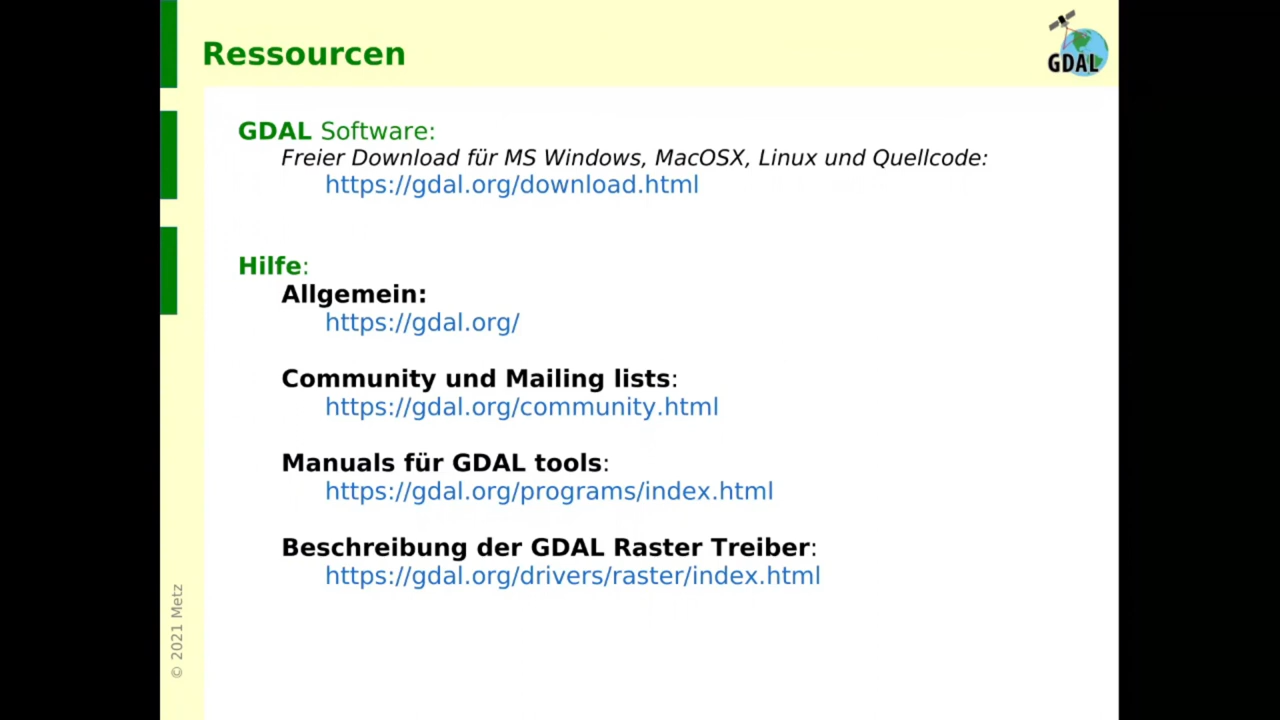 Ressourcen
GDAL
GDAL Software:
Freier Download für MS Windows, MacOSX, Linux und Quellcode:
https://gdal.org/download.html
Hilfe:
Allgemein:
https://gdal.org/
Community und Mailing lists:
https://gdal.org/community.html
Manuals für GDAL tools:
https://gdal.org/programs/index.html
Beschreibung der GDAL Raster Treiber:
https://gdal.org/drivers/raster/index.html
© 2021 Metz